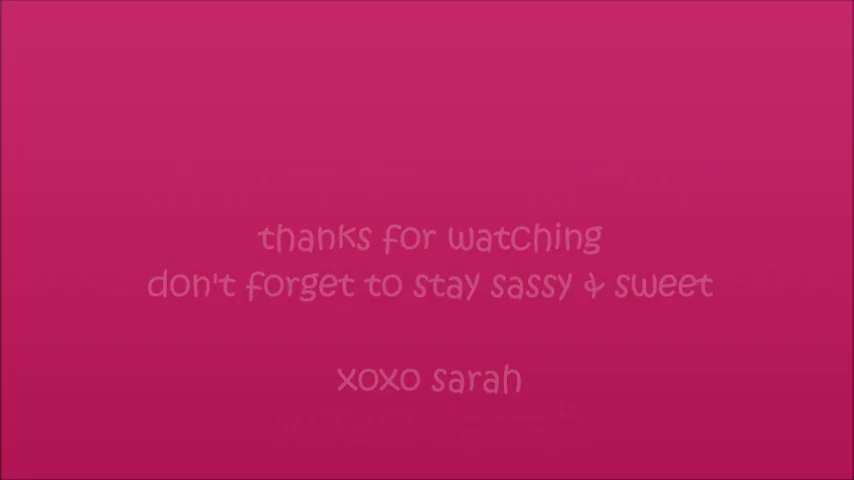 thanks for watching
don't forget to stay sassy & sweet
xoxo sarah